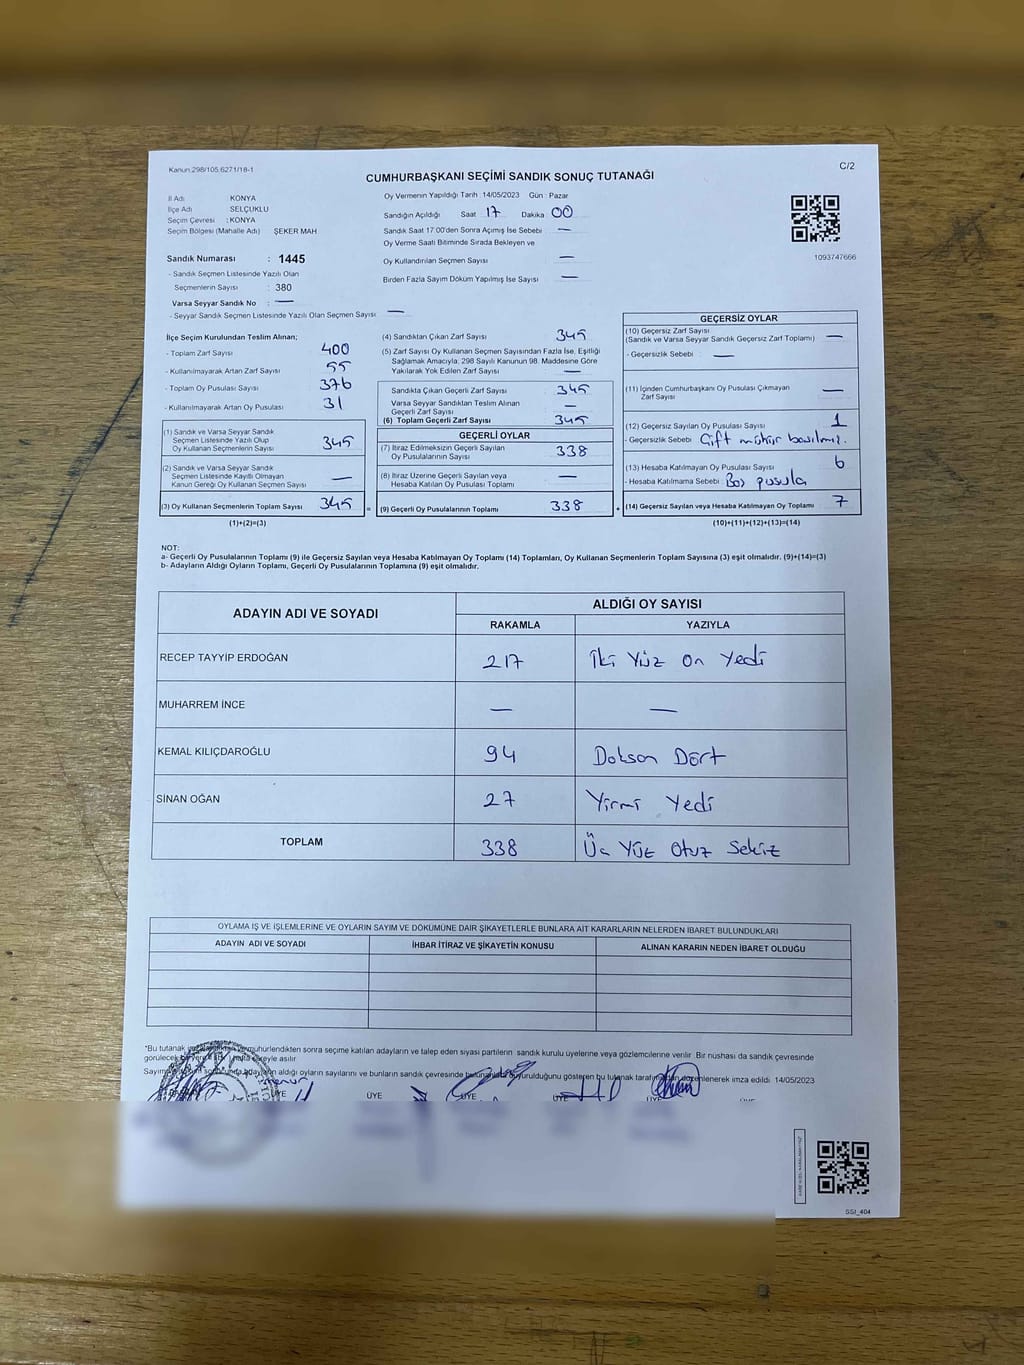 Kanun:298/105,6271/18-1
C/2
CUMHURBAŞKANI SEÇİMİ SANDIK SONUÇ TUTANAĞI
İl Adı KONYA
İlçe Adı SELÇUKLU
Seçim Çevresi : KONYA
Seçim Bölgesi (Mahalle Adı) ŞEKER MAH
Oy Vermenin Yapıldığı Tarih : 14/05/2023 Gün : Pazar
Sandığın Açıldığı Saat 17 Dakika 00
Sandık Saat 17:00'den Sonra Açımış İse Sebebi —
Oy Verme Saati Bitiminde Sırada Bekleyen ve
Oy Kullandırılan Seçmen Sayısı —
Birden Fazla Sayım Döküm Yapılmış İse Sayısı —
1093747666
Sandık Numarası : 1445
- Sandık Seçmen Listesinde Yazılı Olan
Seçmenlerin Sayısı : 380
Varsa Seyyar Sandık No : —
- Seyyar Sandık Seçmen Listesinde Yazılı Olan Seçmen Sayısı : —
İlçe Seçim Kurulundan Teslim Alınan;
- Toplam Zarf Sayısı 400
- Kullanılmayarak Artan Zarf Sayısı 55
- Toplam Oy Pusulası Sayısı 376
- Kullanılmayarak Artan Oy Pusulası 31
(1) Sandık ve Varsa Seyyar Sandık
Seçmen Listesinde Yazılı Olup
Oy Kullanan Seçmenlerin Sayısı 345
(2) Sandık ve Varsa Seyyar Sandık
Seçmen Listesinde Kayıtlı Olmayan
Kanun Gereği Oy Kullanan Seçmen Sayısı —
(3) Oy Kullanan Seçmenlerin Toplam Sayısı 345
(1)+(2)=(3)
(4) Sandıktan Çıkan Zarf Sayısı 345
(5) Zarf Sayısı Oy Kullanan Seçmen Sayısından Fazla İse, Eşitliği
Sağlamak Amacıyla; 298 Sayılı Kanunun 98. Maddesine Göre
Yakılarak Yok Edilen Zarf Sayısı —
Sandıkta Çıkan Geçerli Zarf Sayısı 345
Varsa Seyyar Sandıktan Teslim Alınan
Geçerli Zarf Sayısı —
(6) Toplam Geçerli Zarf Sayısı 345
GEÇERLİ OYLAR
(7) İtiraz Edilmeksizin Geçerli Sayılan
Oy Pusulalarının Sayısı 338
(8) İtiraz Üzerine Geçerli Sayılan veya
Hesaba Katılan Oy Pusulası Toplamı —
= (9) Geçerli Oy Pusulalarının Toplamı 338
GEÇERSİZ OYLAR
(10) Geçersiz Zarf Sayısı
(Sandık ve Varsa Seyyar Sandık Geçersiz Zarf Toplamı) —
- Geçersizlik Sebebi : —
(11) İçinden Cumhurbaşkanı Oy Pusulası Çıkmayan
Zarf Sayısı —
(12) Geçersiz Sayılan Oy Pusulası Sayısı 1
- Geçersizlik Sebebi Çift mühür basılmış.
(13) Hesaba Katılmayan Oy Pusulası Sayısı 6
- Hesaba Katılmama Sebebi Boş pusula
+ (14) Geçersiz Sayılan veya Hesaba Katılmayan Oy Toplamı 7
(10)+(11)+(12)+(13)=(14)
NOT:
a- Geçerli Oy Pusulalarının Toplamı (9) ile Geçersiz Sayılan veya Hesaba Katılmayan Oy Toplamı (14) Toplamları, Oy Kullanan Seçmenlerin Toplam Sayısına (3) eşit olmalıdır. (9)+(14)=(3)
b- Adayların Aldığı Oyların Toplamı, Geçerli Oy Pusulalarının Toplamına (9) eşit olmalıdır.
ADAYIN ADI VE SOYADI ALDIĞI OY SAYISI
RAKAMLA YAZIYLA
RECEP TAYYİP ERDOĞAN 217 İki Yüz On Yedi
MUHARREM İNCE — —
KEMAL KILIÇDAROĞLU 94 Doksan Dört
SİNAN OĞAN 27 Yirmi Yedi
TOPLAM 338 Üç Yüz Otuz Sekiz
OYLAMA İŞ VE İŞLEMLERİNE VE OYLARIN SAYIM VE DÖKÜMÜNE DAİR ŞİKAYETLERLE BUNLARA AİT KARARLARIN NELERDEN İBARET BULUNDUKLARI
ADAYIN ADI VE SOYADI İHBAR İTİRAZ VE ŞİKAYETİN KONUSU ALINAN KARARIN NEDEN İBARET OLDUĞU
*Bu tutanak mühürlendikten sonra seçime katılan adayların ve talep eden siyasi partilerin sandık kurulu üyelerine veya gözlemcilerine verilir. Bir nüshası da sandık çevresinde
görülecek bir yere 1 hafta süreyle asılır
Sayım aldığı oyların sayılarını ve bunların sandık çevresinde duyurulduğunu gösteren bu tutanak düzenlenerek imza edildi 14/05/2023
ÜYE ÜYE ÜYE ÜYE ÜYE
SSİ_404